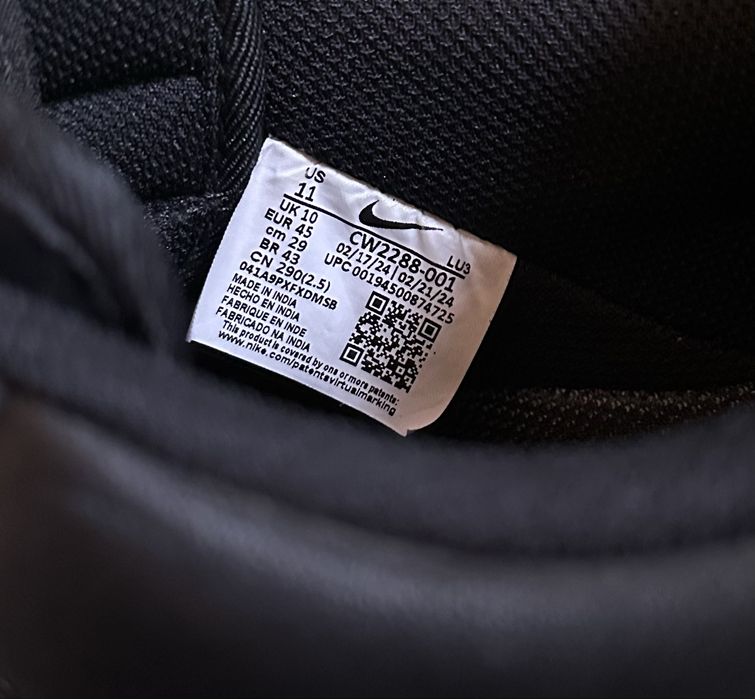 US
11
UK 10
EUR 45
cm 29
BR 43
CN 290(2.5)
041A9PXFXDMSB
MADE IN INDIA
HECHO EN INDIA
FABRIQUE EN INDE
FABRICADO NA INDIA
This product is covered by one or more patents:
www.nike.com/patentsvirtualmarking
LU3
CW2288-001
02/17/24 | 02/21/24
UPC 00194500874725